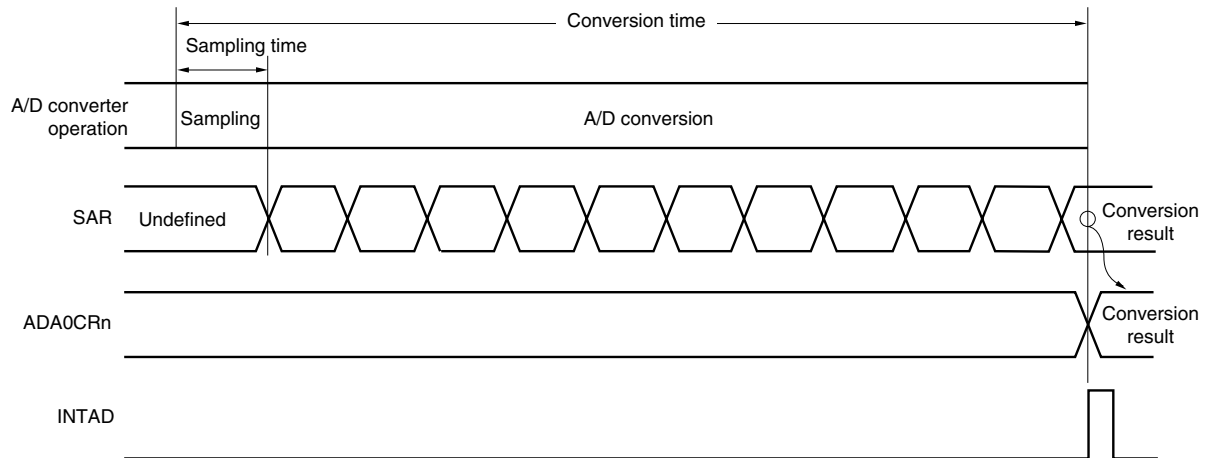 Conversion time
Sampling time
A/D converter
operation
Sampling
A/D conversion
SAR
Undefined
Conversion
result
ADA0CRn
Conversion
result
INTAD